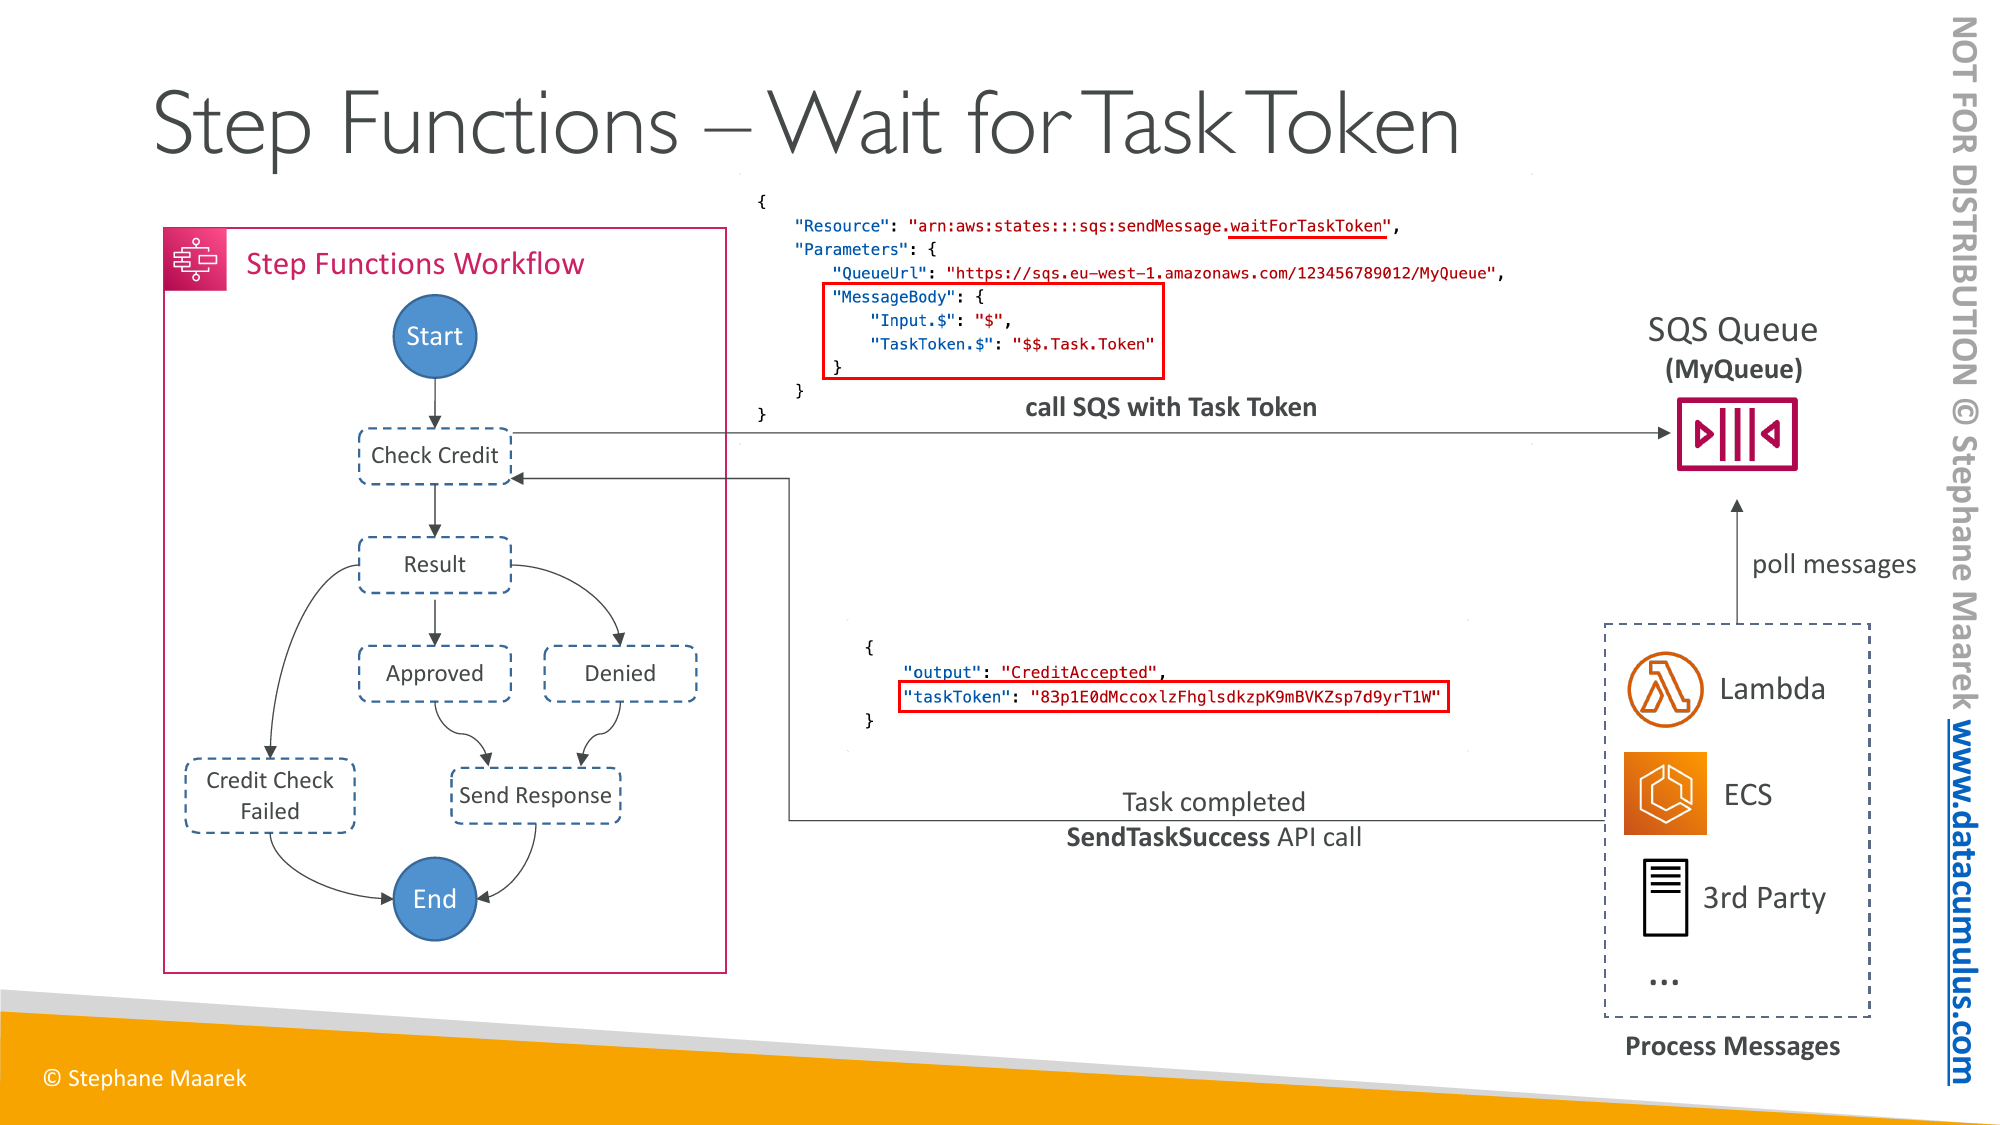 Step Functions – Wait for Task Token
{
"Resource": "arn:aws:states:::sqs:sendMessage.waitForTaskToken",
"Parameters": {
"QueueUrl": "https://sqs.eu-west-1.amazonaws.com/123456789012/MyQueue",
"MessageBody": {
"Input.$": "$",
"TaskToken.$": "$$.Task.Token"
}
}
}
Step Functions Workflow
Start
Check Credit
Result
Approved
Denied
Credit Check
Failed
Send Response
End
call SQS with Task Token
SQS Queue
(MyQueue)
poll messages
{
"output": "CreditAccepted",
"taskToken": "83p1E0dMccoxlzFhglsdkzpK9mBVKZsp7d9yrT1W"
}
Task completed
SendTaskSuccess API call
Lambda
ECS
3rd Party
...
Process Messages
© Stephane Maarek
NOT FOR DISTRIBUTION © Stephane Maarek www.datacumulus.com